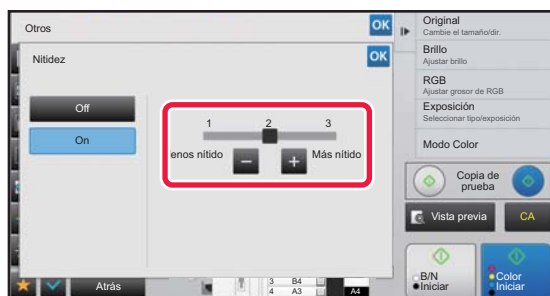 Otros
OK
Nitidez
OK
Off
On
1 2 3
enos nítido
Más nítido
Atrás
3 B4
4 A3
A4
Original
Cambie el tamaño/dir.
Brillo
Ajustar brillo
RGB
Ajustar grosor de RGB
Exposición
Seleccionar tipo/exposición
Modo Color
Copia de
prueba
Vista previa
CA
B/N
Iniciar
Color
Iniciar